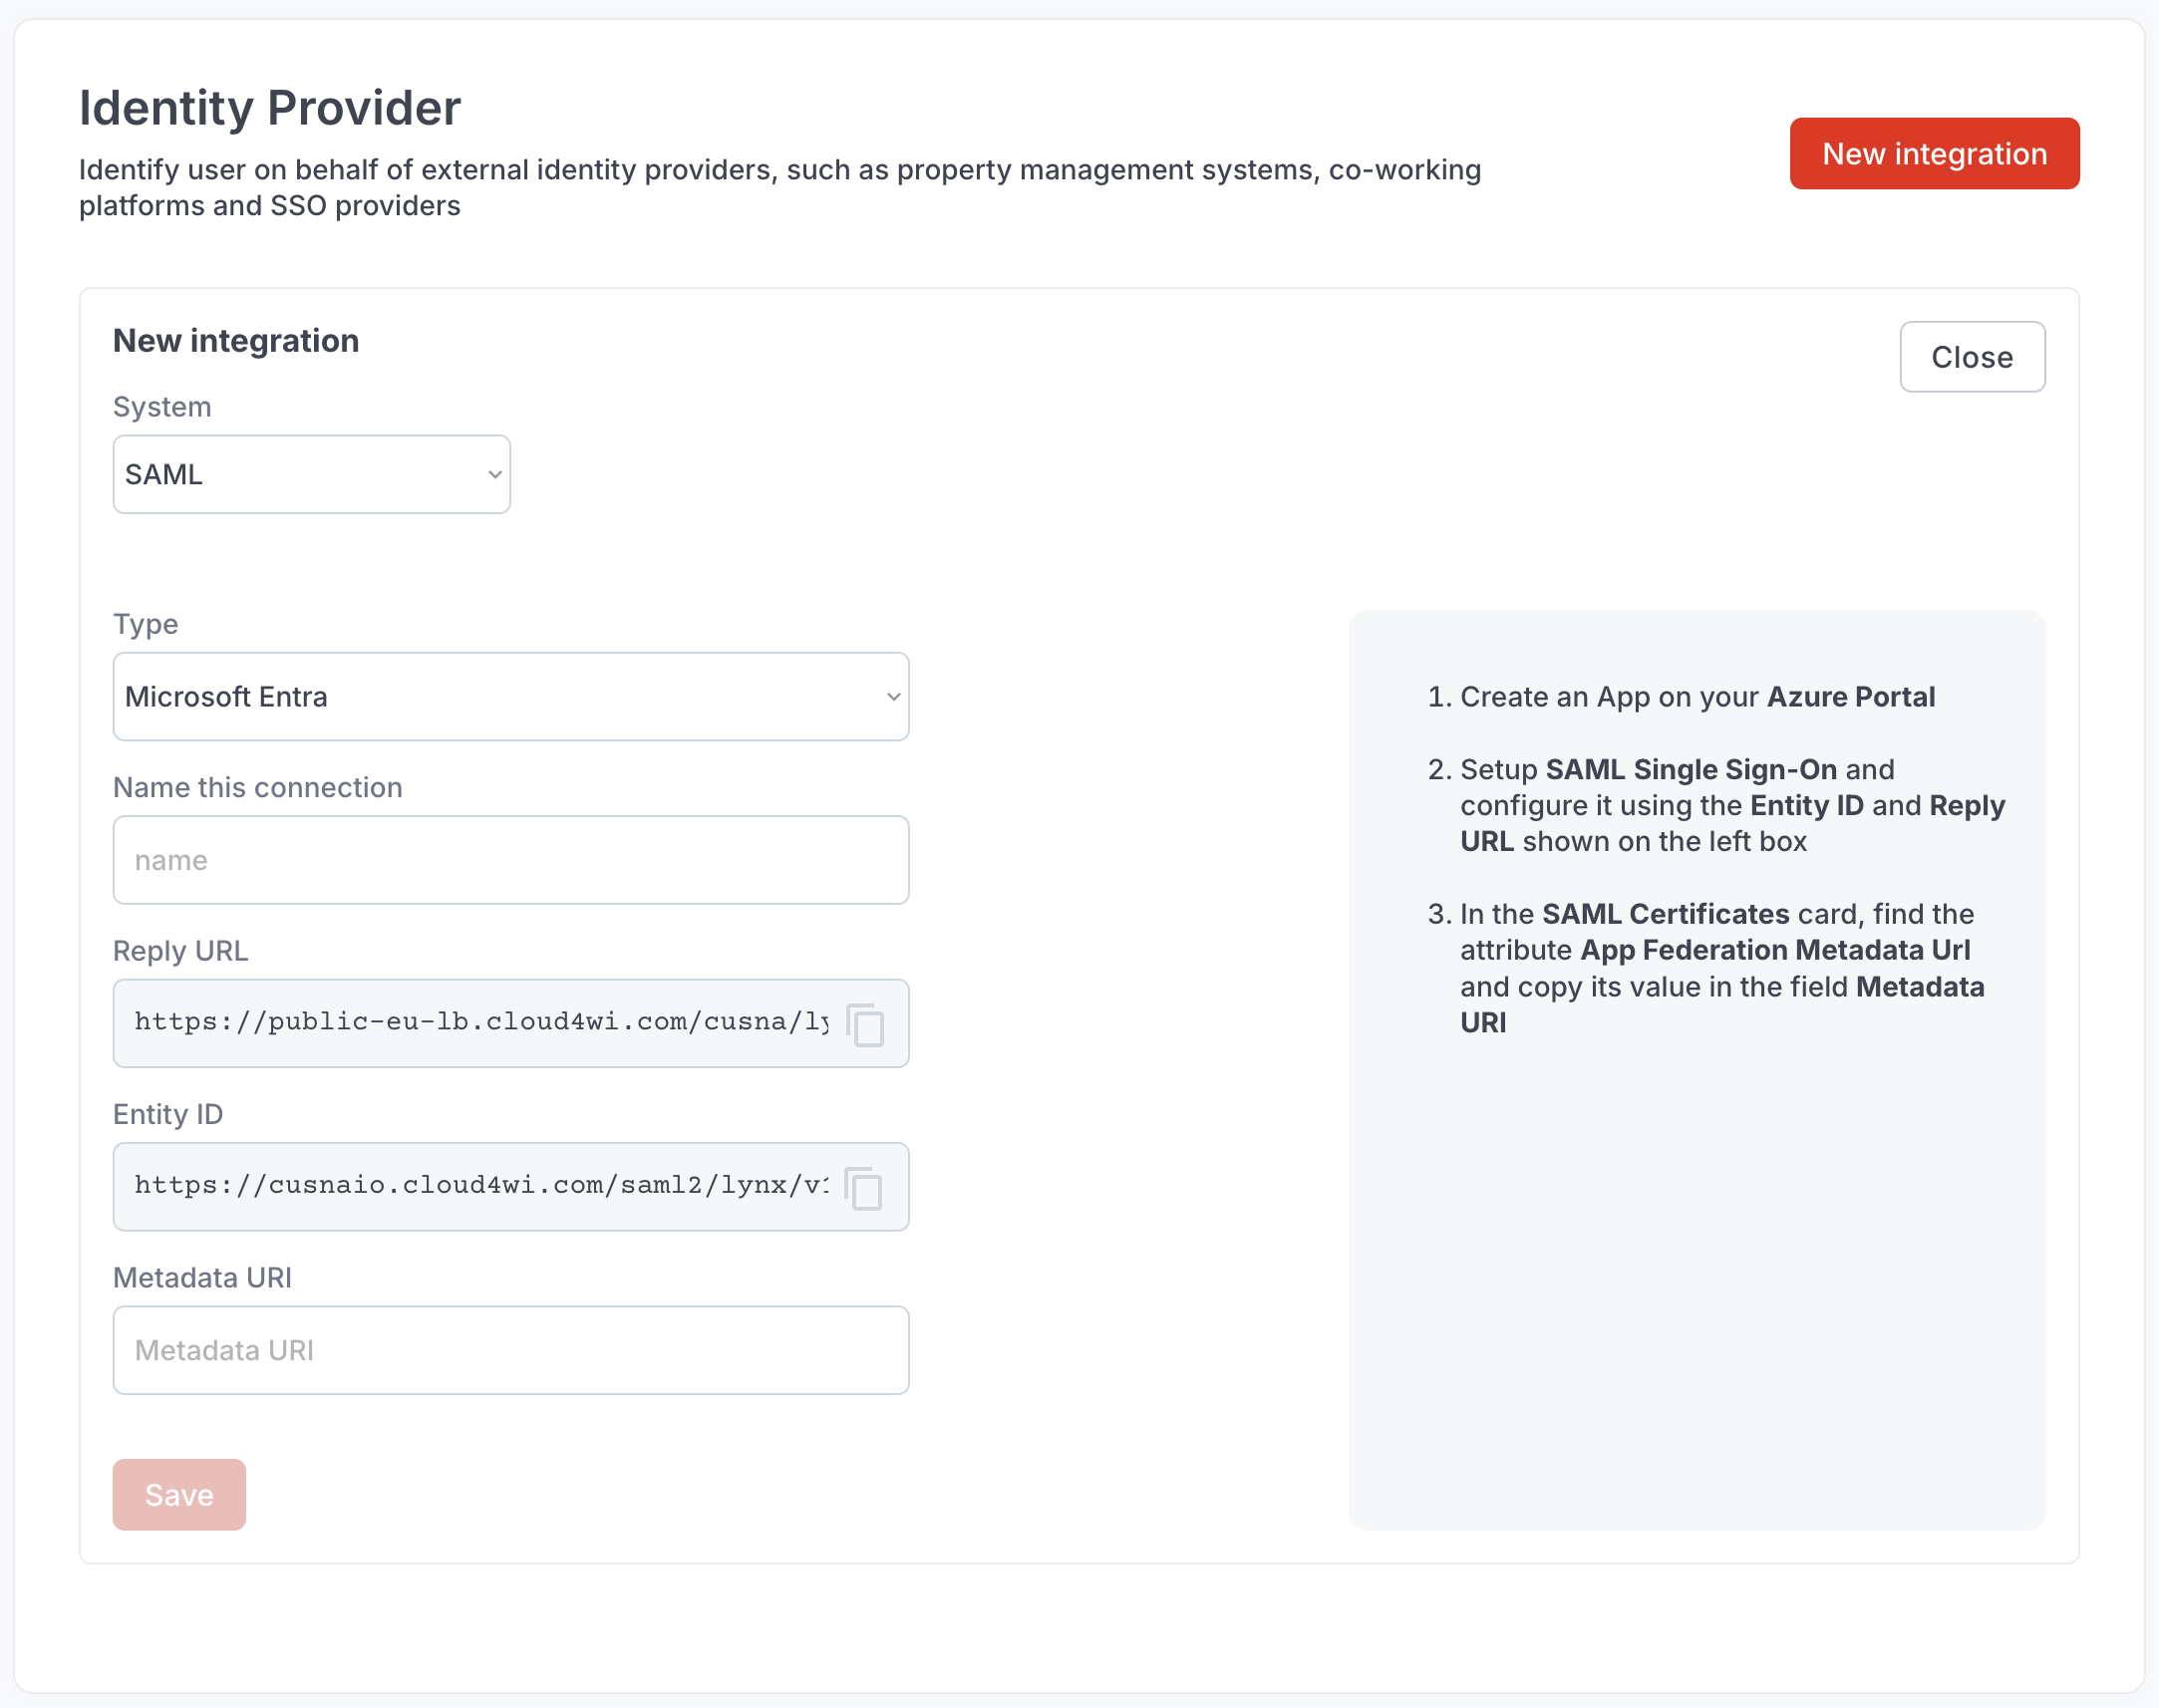 Identity Provider
Identify user on behalf of external identity providers, such as property management systems, co-working
platforms and SSO providers
New integration
New integration
Close
System
SAML
Type
Microsoft Entra
Name this connection
name
Reply URL
https://public-eu-lb.cloud4wi.com/cusna/ly
Entity ID
https://cusnaio.cloud4wi.com/saml2/lynx/v1
Metadata URI
Metadata URI
Save
1. Create an App on your Azure Portal
2. Setup SAML Single Sign-On and
configure it using the Entity ID and Reply
URL shown on the left box
3. In the SAML Certificates card, find the
attribute App Federation Metadata Url
and copy its value in the field Metadata
URI